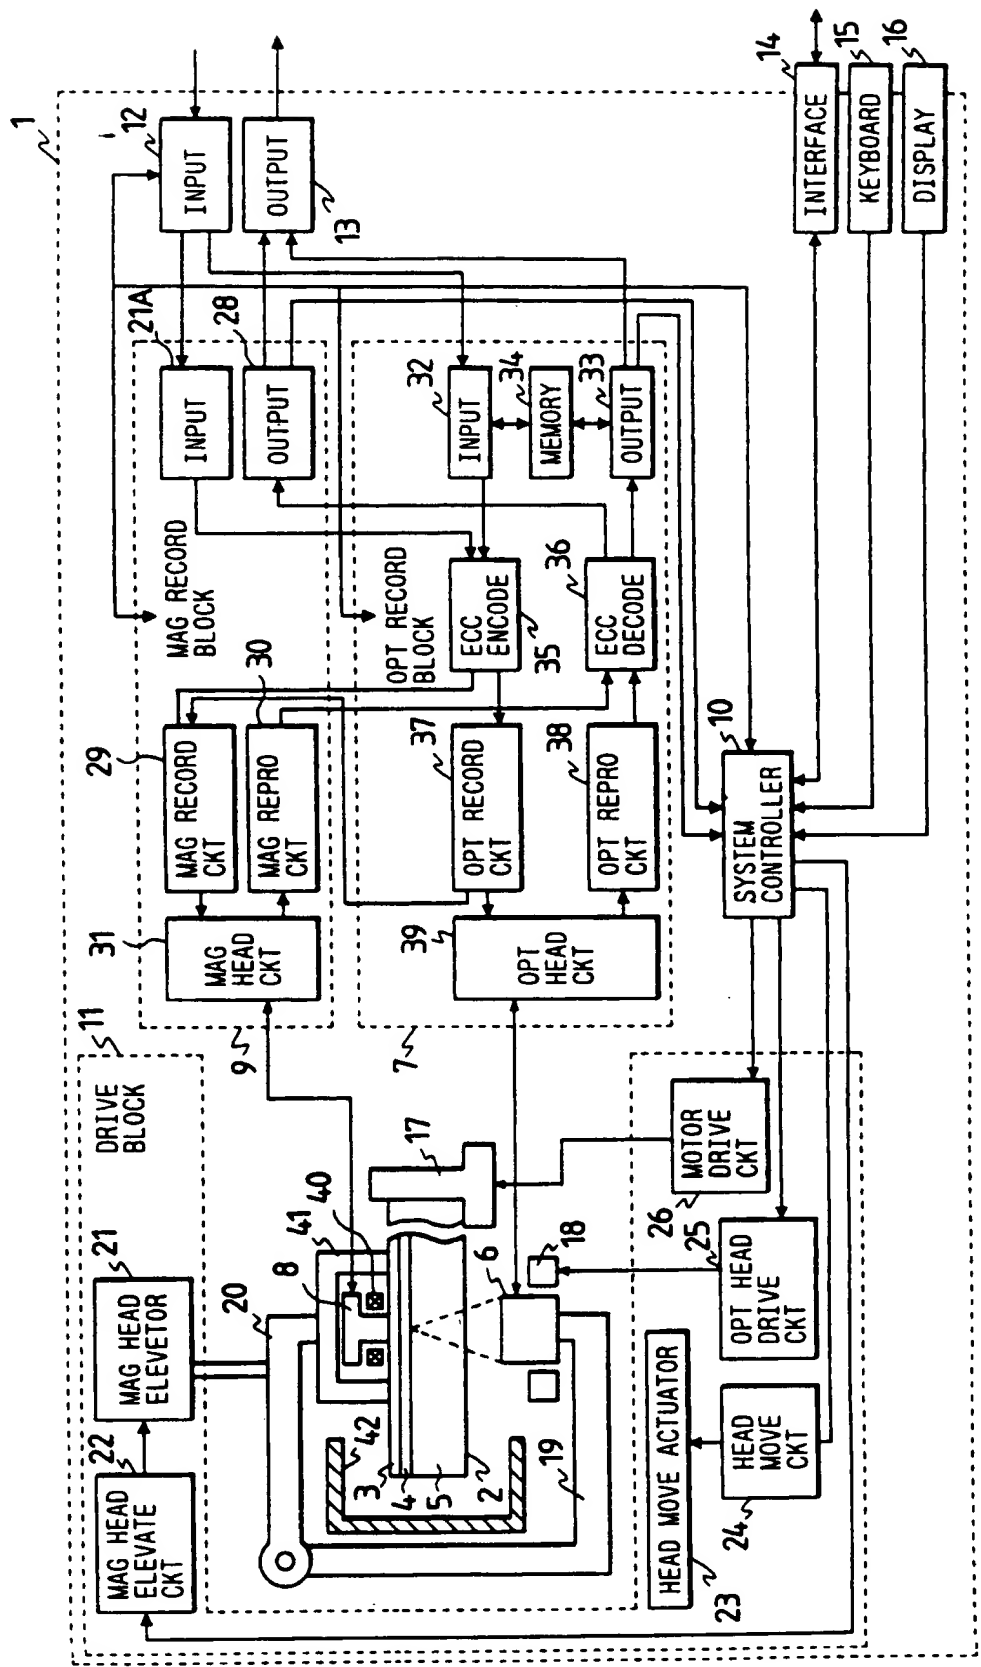 1
DRIVE
BLOCK
11
MAG HEAD
ELEVATE
CKT
22
MAG HEAD
ELEVETOR
21
20
41
40
8
42
3
4
5
2
6
17
18
19
HEAD MOVE ACTUATOR
23
HEAD
MOVE
CKT
24
OPT HEAD
DRIVE
CKT
25
MOTOR
DRIVE
CKT
26
9
MAG
HEAD
CKT
31
MAG RECORD
CKT
29
MAG REPRO
CKT
30
MAG RECORD
BLOCK
INPUT
21A
OUTPUT
28
INPUT
12
OUTPUT
13
7
OPT
HEAD
CKT
39
OPT RECORD
CKT
37
OPT REPRO
CKT
38
OPT RECORD
BLOCK
ECC
ENCODE
35
ECC
DECODE
36
INPUT
32
MEMORY
34
OUTPUT
33
SYSTEM
CONTROLLER
10
INTERFACE
14
KEYBOARD
15
DISPLAY
16